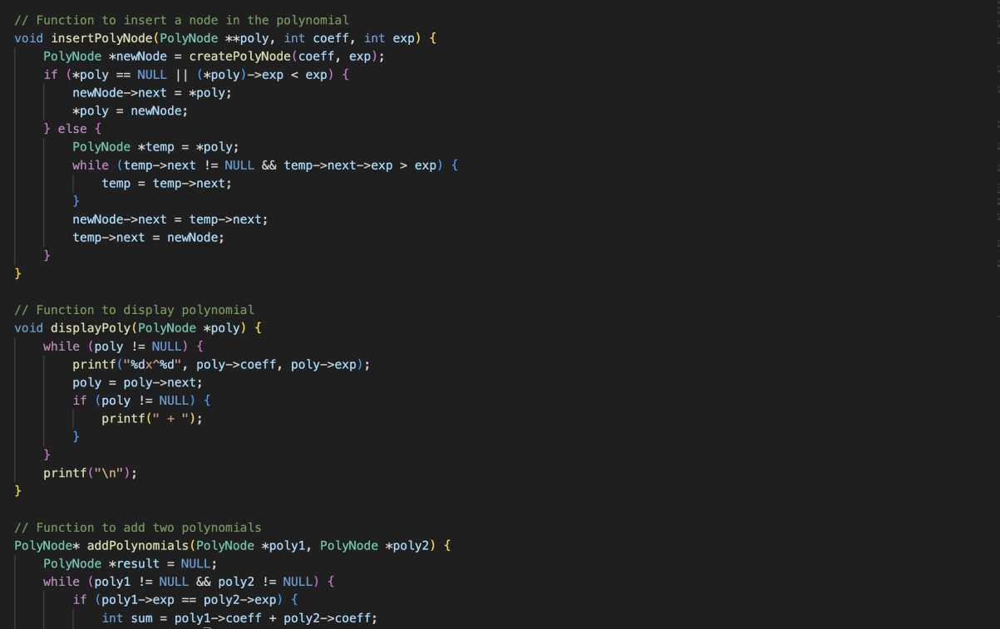 // Function to insert a node in the polynomial
void insertPolyNode(PolyNode **poly, int coeff, int exp) {
    PolyNode *newNode = createPolyNode(coeff, exp);
    if (*poly == NULL || (*poly)->exp < exp) {
        newNode->next = *poly;
        *poly = newNode;
    } else {
        PolyNode *temp = *poly;
        while (temp->next != NULL && temp->next->exp > exp) {
            temp = temp->next;
        }
        newNode->next = temp->next;
        temp->next = newNode;
    }
}

// Function to display polynomial
void displayPoly(PolyNode *poly) {
    while (poly != NULL) {
        printf("%dx^%d", poly->coeff, poly->exp);
        poly = poly->next;
        if (poly != NULL) {
            printf(" + ");
        }
    }
    printf("\n");
}

// Function to add two polynomials
PolyNode* addPolynomials(PolyNode *poly1, PolyNode *poly2) {
    PolyNode *result = NULL;
    while (poly1 != NULL && poly2 != NULL) {
        if (poly1->exp == poly2->exp) {
            int sum = poly1->coeff + poly2->coeff;